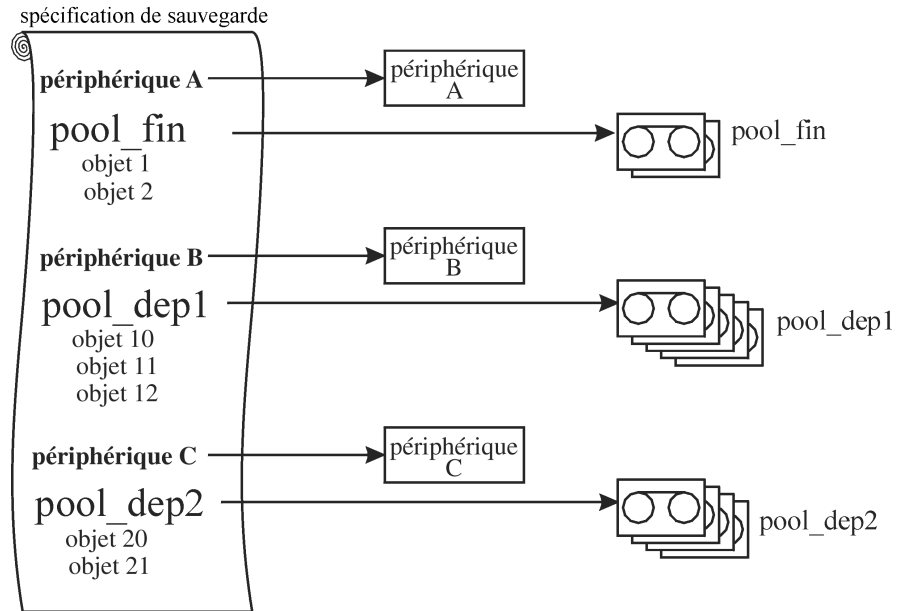 spécification de sauvegarde
périphérique A
périphérique
A
pool_fin
pool_fin
objet 1
objet 2
périphérique B
périphérique
B
pool_dep1
pool_dep1
objet 10
objet 11
objet 12
périphérique C
périphérique
C
pool_dep2
pool_dep2
objet 20
objet 21